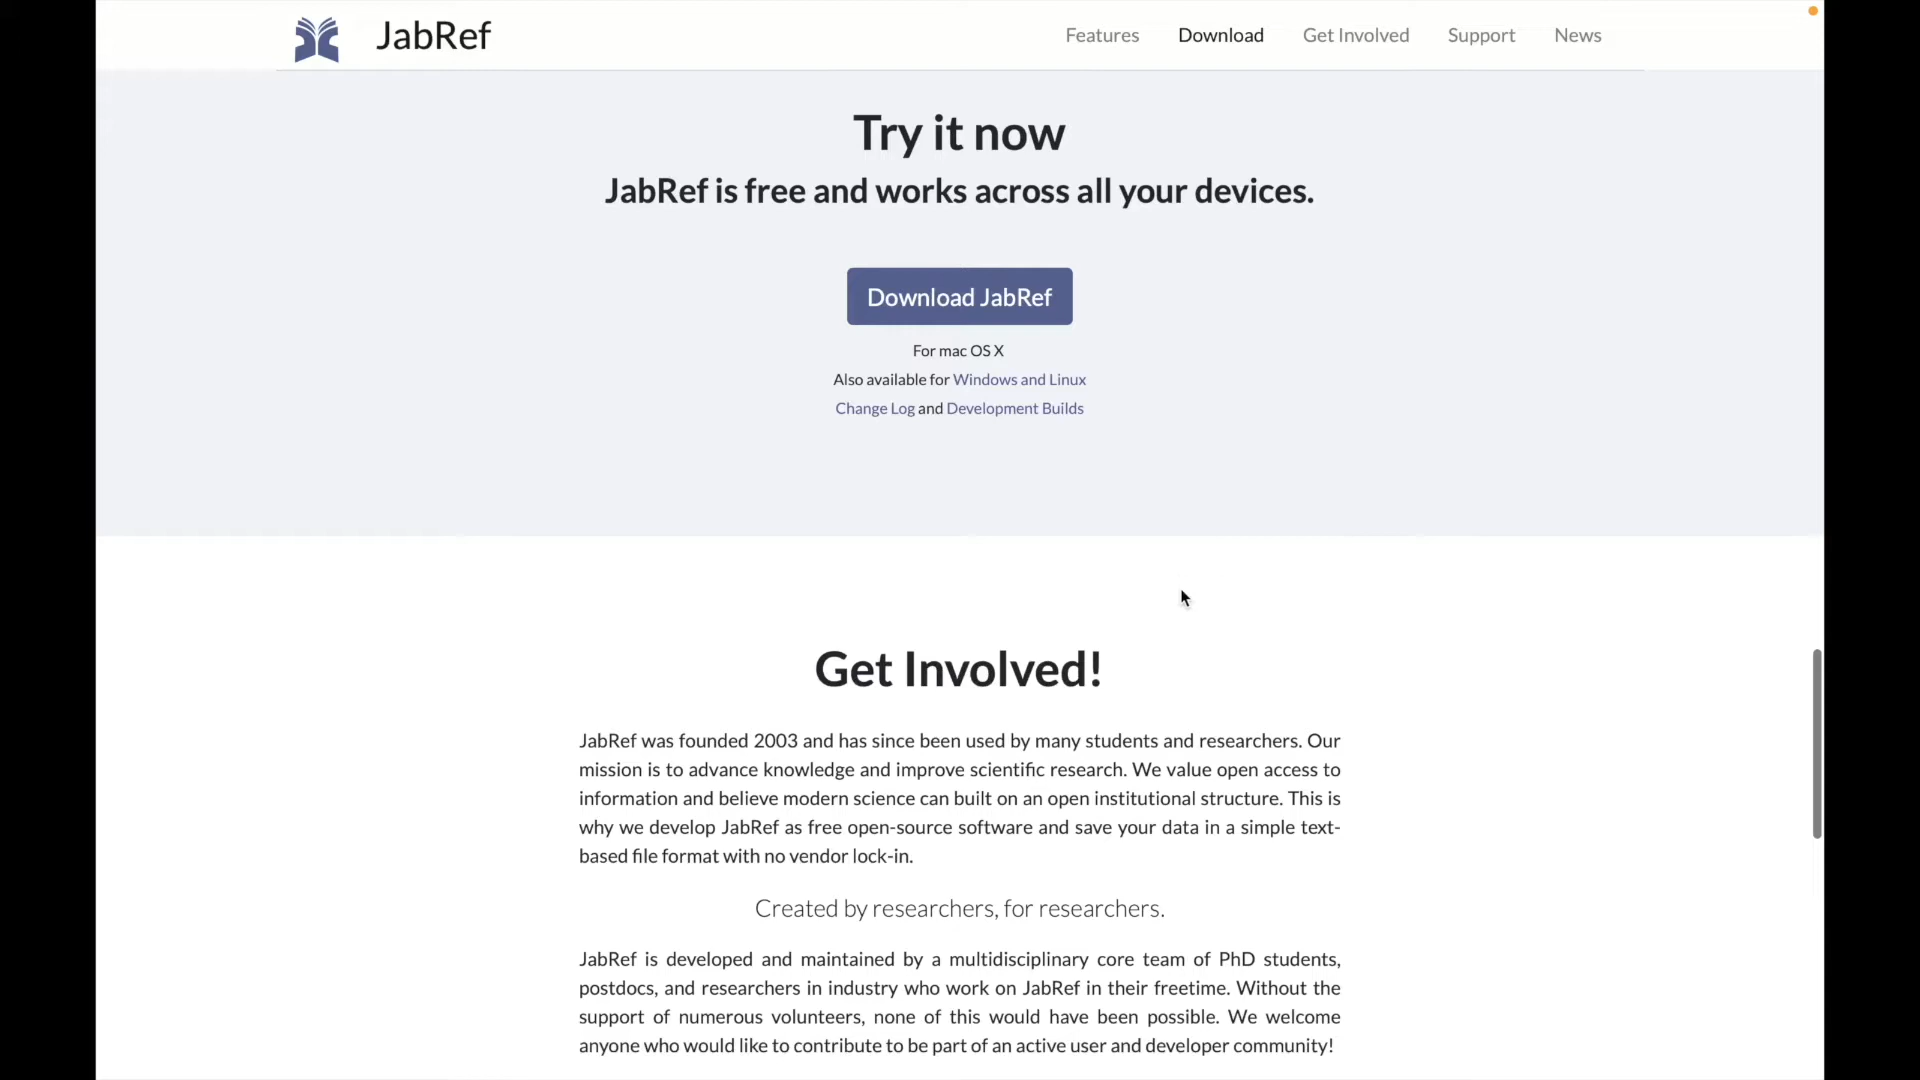 JabRef
Features
Download
Get Involved
Support
News
Try it now
JabRef is free and works across all your devices.
Download JabRef
For mac OS X
Also available for Windows and Linux
Change Log and Development Builds
Get Involved!
JabRef was founded 2003 and has since been used by many students and researchers. Our
mission is to advance knowledge and improve scientific research. We value open access to
information and believe modern science can built on an open institutional structure. This is
why we develop JabRef as free open-source software and save your data in a simple text-
based file format with no vendor lock-in.
Created by researchers, for researchers.
JabRef is developed and maintained by a multidisciplinary core team of PhD students,
postdocs, and researchers in industry who work on JabRef in their freetime. Without the
support of numerous volunteers, none of this would have been possible. We welcome
anyone who would like to contribute to be part of an active user and developer community!